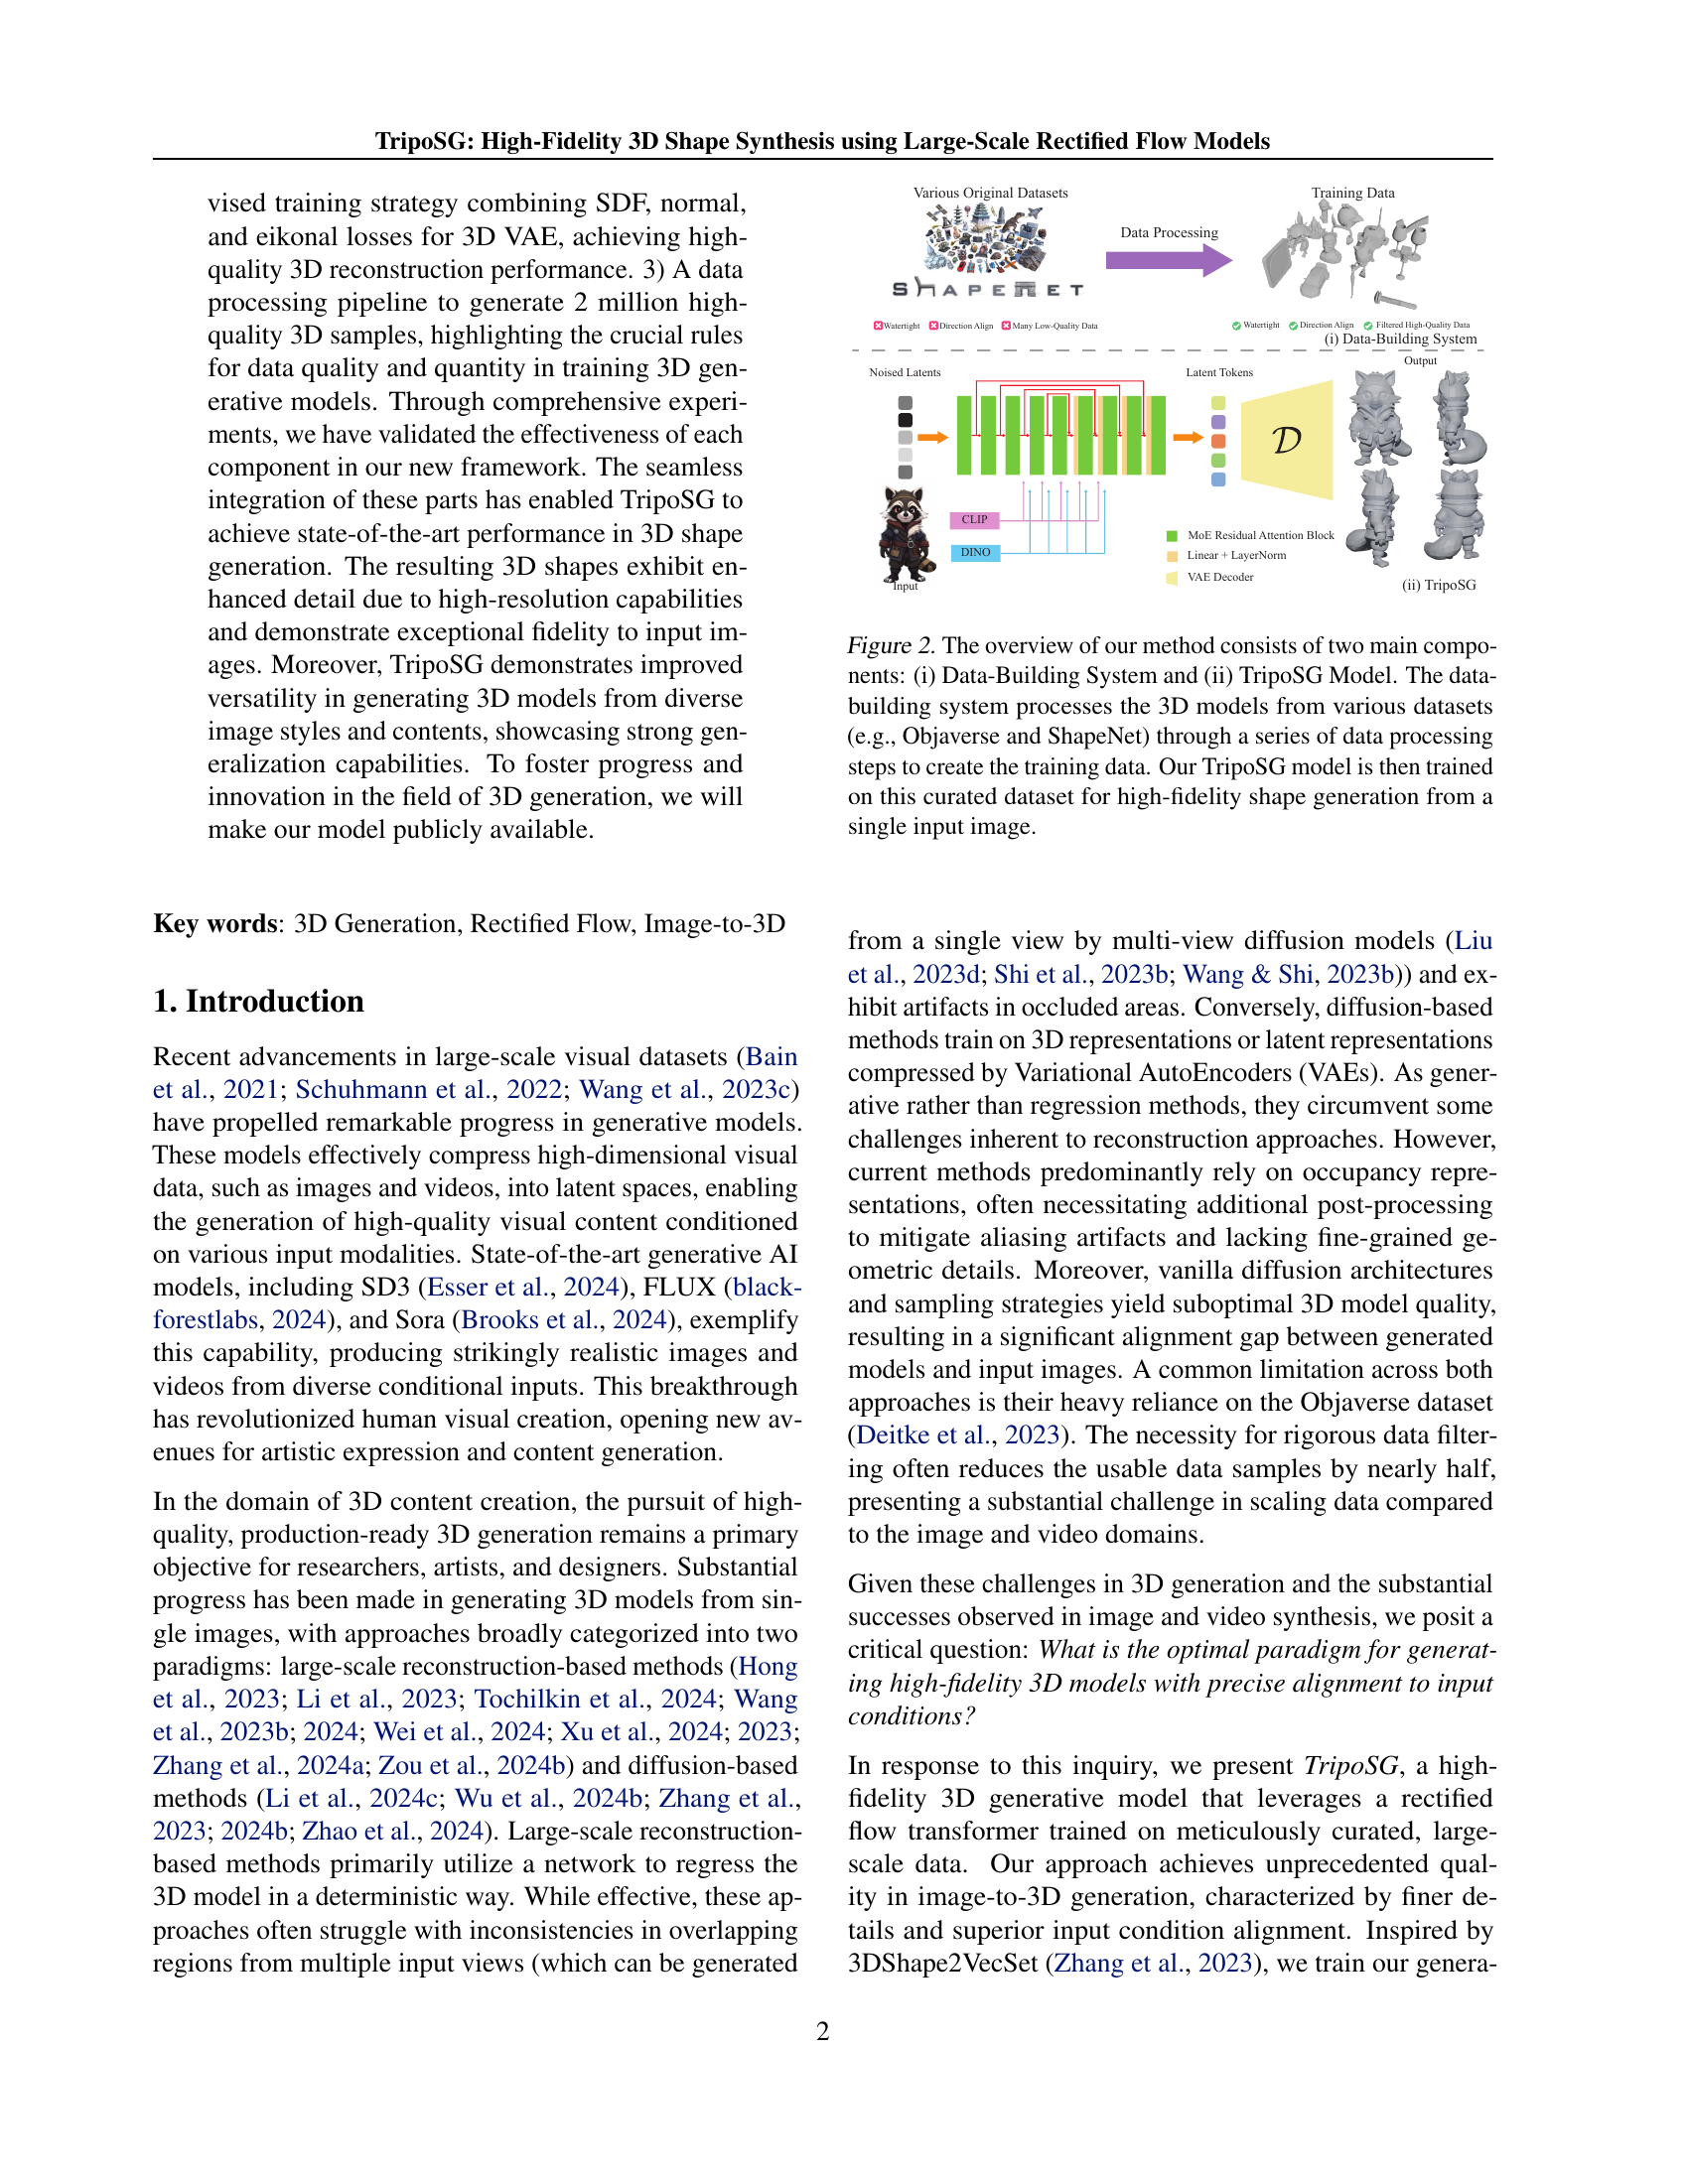 TripoSG: High-Fidelity 3D Shape Synthesis using Large-Scale Rectified Flow Models
vised training strategy combining SDF, normal,
and eikonal losses for 3D VAE, achieving high-
quality 3D reconstruction performance. 3) A data
processing pipeline to generate 2 million high-
quality 3D samples, highlighting the crucial rules
for data quality and quantity in training 3D gen-
erative models. Through comprehensive experi-
ments, we have validated the effectiveness of each
component in our new framework. The seamless
integration of these parts has enabled TripoSG to
achieve state-of-the-art performance in 3D shape
generation. The resulting 3D shapes exhibit en-
hanced detail due to high-resolution capabilities
and demonstrate exceptional fidelity to input im-
ages. Moreover, TripoSG demonstrates improved
versatility in generating 3D models from diverse
image styles and contents, showcasing strong gen-
eralization capabilities. To foster progress and
innovation in the field of 3D generation, we will
make our model publicly available.
Key words: 3D Generation, Rectified Flow, Image-to-3D
1. Introduction
Recent advancements in large-scale visual datasets (Bain
et al., 2021; Schuhmann et al., 2022; Wang et al., 2023c)
have propelled remarkable progress in generative models.
These models effectively compress high-dimensional visual
data, such as images and videos, into latent spaces, enabling
the generation of high-quality visual content conditioned
on various input modalities. State-of-the-art generative AI
models, including SD3 (Esser et al., 2024), FLUX (black-
forestlabs, 2024), and Sora (Brooks et al., 2024), exemplify
this capability, producing strikingly realistic images and
videos from diverse conditional inputs. This breakthrough
has revolutionized human visual creation, opening new av-
enues for artistic expression and content generation.
In the domain of 3D content creation, the pursuit of high-
quality, production-ready 3D generation remains a primary
objective for researchers, artists, and designers. Substantial
progress has been made in generating 3D models from sin-
gle images, with approaches broadly categorized into two
paradigms: large-scale reconstruction-based methods (Hong
et al., 2023; Li et al., 2023; Tochilkin et al., 2024; Wang
et al., 2023b; 2024; Wei et al., 2024; Xu et al., 2024; 2023;
Zhang et al., 2024a; Zou et al., 2024b) and diffusion-based
methods (Li et al., 2024c; Wu et al., 2024b; Zhang et al.,
2023; 2024b; Zhao et al., 2024). Large-scale reconstruction-
based methods primarily utilize a network to regress the
3D model in a deterministic way. While effective, these ap-
proaches often struggle with inconsistencies in overlapping
regions from multiple input views (which can be generated
Various Original Datasets
Training Data
Data Processing
SHAPENET
Watertight Direction Align Many Low-Quality Data
Watertight Direction Align Filtered High-Quality Data
(i) Data-Building System
Noised Latents
Latent Tokens
Output
D
CLIP
DINO
MoE Residual Attention Block
Linear + LayerNorm
VAE Decoder
Input
(ii) TripoSG
Figure 2. The overview of our method consists of two main compo-
nents: (i) Data-Building System and (ii) TripoSG Model. The data-
building system processes the 3D models from various datasets
(e.g., Objaverse and ShapeNet) through a series of data processing
steps to create the training data. Our TripoSG model is then trained
on this curated dataset for high-fidelity shape generation from a
single input image.
from a single view by multi-view diffusion models (Liu
et al., 2023d; Shi et al., 2023b; Wang & Shi, 2023b)) and ex-
hibit artifacts in occluded areas. Conversely, diffusion-based
methods train on 3D representations or latent representations
compressed by Variational AutoEncoders (VAEs). As gener-
ative rather than regression methods, they circumvent some
challenges inherent to reconstruction approaches. However,
current methods predominantly rely on occupancy repre-
sentations, often necessitating additional post-processing
to mitigate aliasing artifacts and lacking fine-grained ge-
ometric details. Moreover, vanilla diffusion architectures
and sampling strategies yield suboptimal 3D model quality,
resulting in a significant alignment gap between generated
models and input images. A common limitation across both
approaches is their heavy reliance on the Objaverse dataset
(Deitke et al., 2023). The necessity for rigorous data filter-
ing often reduces the usable data samples by nearly half,
presenting a substantial challenge in scaling data compared
to the image and video domains.
Given these challenges in 3D generation and the substantial
successes observed in image and video synthesis, we posit a
critical question: What is the optimal paradigm for generat-
ing high-fidelity 3D models with precise alignment to input
conditions?
In response to this inquiry, we present TripoSG, a high-
fidelity 3D generative model that leverages a rectified
flow transformer trained on meticulously curated, large-
scale data. Our approach achieves unprecedented qual-
ity in image-to-3D generation, characterized by finer de-
tails and superior input condition alignment. Inspired by
3DShape2VecSet (Zhang et al., 2023), we train our genera-
2